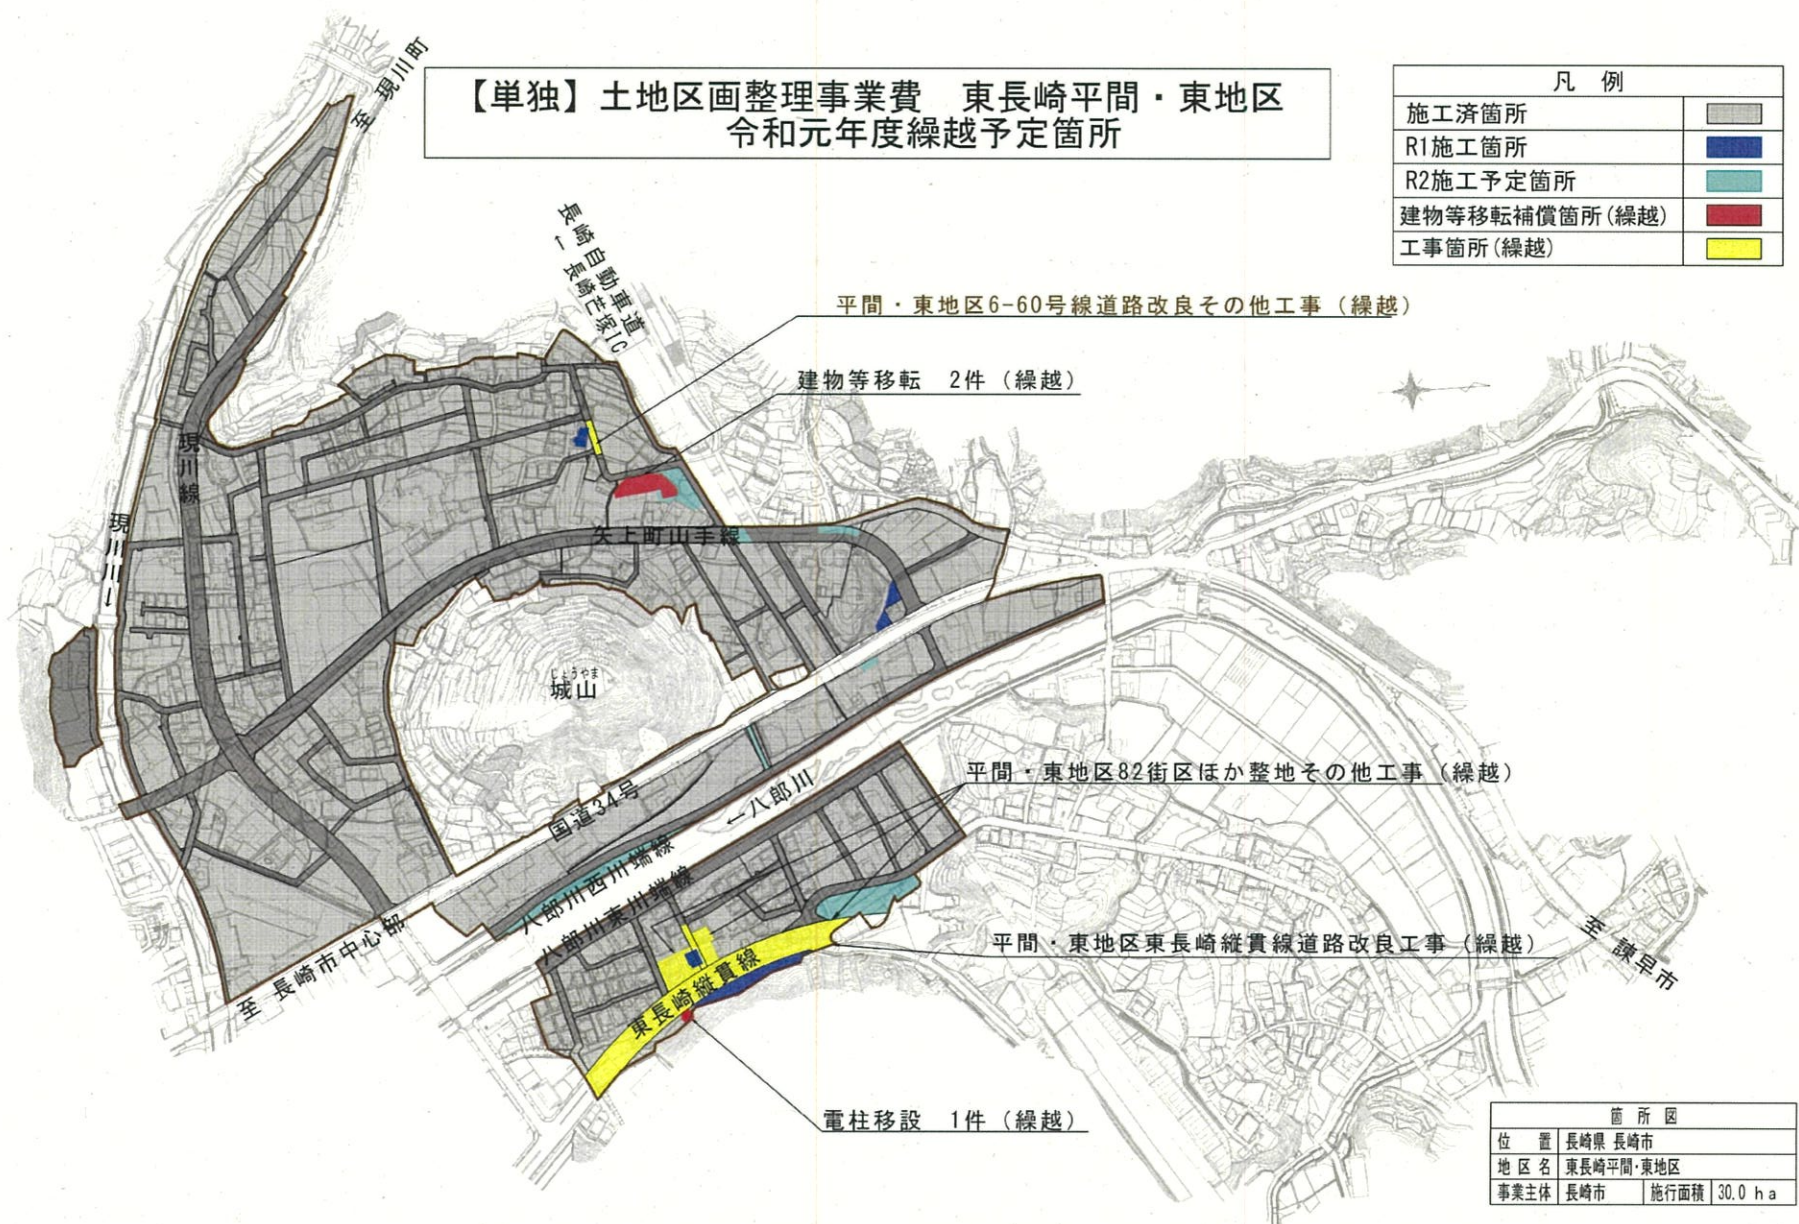 【単独】土地区画整理事業費　東長崎平間・東地区
令和元年度繰越予定箇所
凡　例
施工済箇所
R1施工箇所
R2施工予定箇所
建物等移転補償箇所(繰越)
工事箇所(繰越)
至　現川町
長崎自動車道
←長崎芒塚IC
平間・東地区6-60号線道路改良その他工事（繰越）
建物等移転　2件（繰越）
現川線
現川川→
矢上町山手線
じょうやま
城山
国道34号
←八郎川
八郎川西川端線
八郎川東川端線
平間・東地区82街区ほか整地その他工事（繰越）
平間・東地区東長崎縦貫線道路改良工事（繰越）
東長崎縦貫線
至　長崎市中心部
至　諫早市
電柱移設　1件（繰越）
箇　所　図
位　置　長崎県 長崎市
地区名　東長崎平間・東地区
事業主体　長崎市　施行面積　30.0 ha